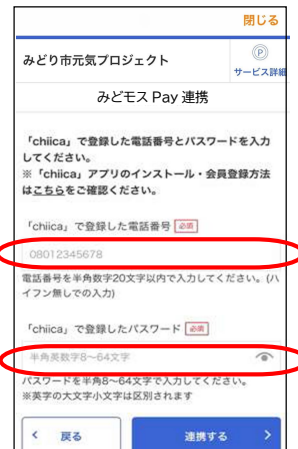 閉じる
みどり市元気プロジェクト
P
サービス詳細
みどモス Pay 連携
「chiica」で登録した電話番号とパスワードを入力
してください。
※「chiica」アプリのインストール・会員登録方法
はこちらをご確認ください。
「chiica」で登録した電話番号 必須
08012345678
電話番号を半角数字20文字以内で入力してください。(ハ
イフン無しでの入力)
「chiica」で登録したパスワード 必須
半角英数字8~64文字
パスワードを半角8~64文字で入力してください。
※英字の大文字小文字は区別されます
< 戻る
連携する >